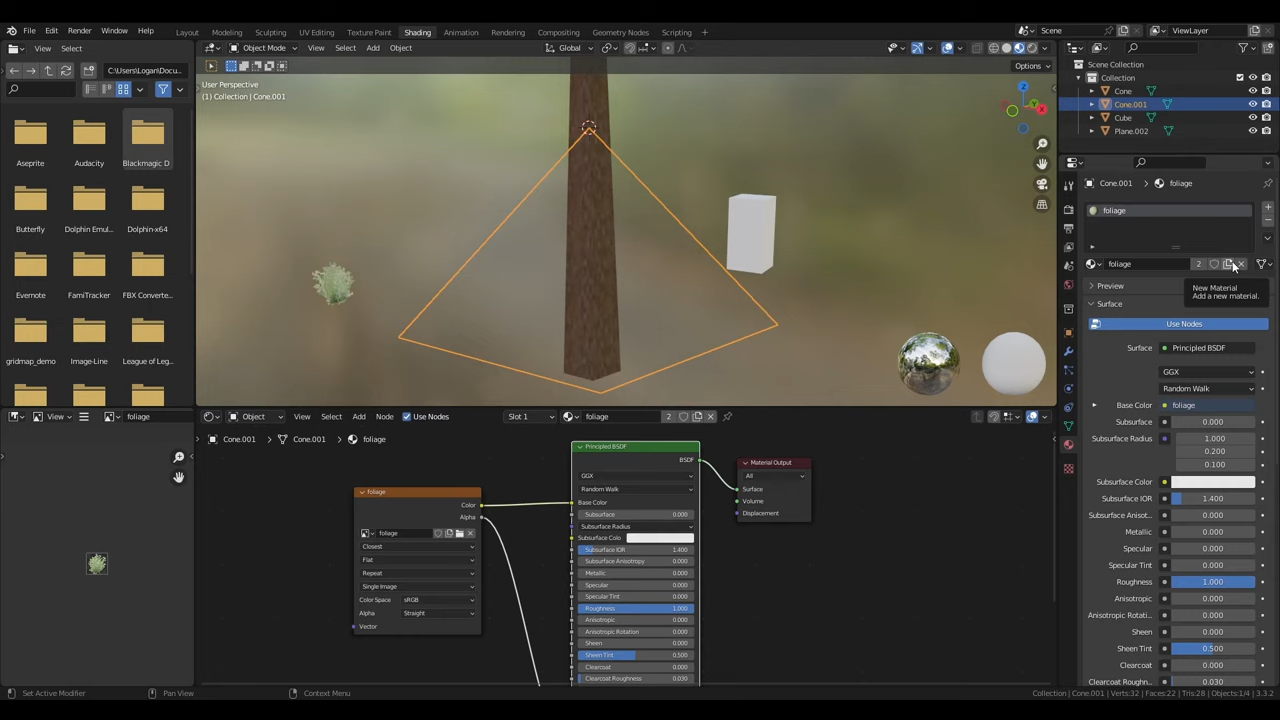 File Edit Render Window Help
Layout Modeling Sculpting UV Editing Texture Paint Shading Animation Rendering Compositing Geometry Nodes Scripting +
Scene
ViewLayer
View Select
C:\Users\Logan\Docu...
Aseprite Audacity Blackmagic D
Butterfly Dolphin Emul... Dolphin-x64
Evernote FamiTracker FBX Converte...
gridmap_demo Image-Line League of Leg...
Object Mode View Select Add Object
Global
Options
User Perspective
(1) Collection | Cone.001
Scene Collection
Collection
Cone
Cone.001
Cube
Plane.002
Cone.001 > foliage
foliage
foliage 2
New Material
Add a new material.
Preview
Surface
Use Nodes
Surface Principled BSDF
GGX
Random Walk
Base Color foliage
Subsurface 0.000
Subsurface Radius 1.000
0.200
0.100
Subsurface Color
Subsurface IOR 1.400
Subsurface Anisot... 0.000
Metallic 0.000
Specular 0.000
Specular Tint 0.000
Roughness 1.000
Anisotropic 0.000
Anisotropic Rotati... 0.000
Sheen 0.000
Sheen Tint 0.500
Clearcoat 0.000
Clearcoat Roughn... 0.030
View foliage
Object View Select Add Node Use Nodes Slot 1 foliage 2
Cone.001 > Cone.001 > foliage
foliage
Color
Alpha
foliage
Closest
Flat
Repeat
Single Image
Color Space sRGB
Alpha Straight
Vector
Principled BSDF
BSDF
GGX
Random Walk
Base Color
Subsurface 0.000
Subsurface Radius
Subsurface Colo
Subsurface IOR 1.400
Subsurface Anisotropy 0.000
Metallic 0.000
Specular 0.000
Specular Tint 0.000
Roughness 1.000
Anisotropic 0.000
Anisotropic Rotation 0.000
Sheen 0.000
Sheen Tint 0.500
Clearcoat 0.000
Clearcoat Roughness 0.030
Material Output
All
Surface
Volume
Displacement
Set Active Modifier Pan View Context Menu
Collection | Cone.001 | Verts:32 | Faces:22 | Tris:28 | Objects:1/4 | 3.3.2